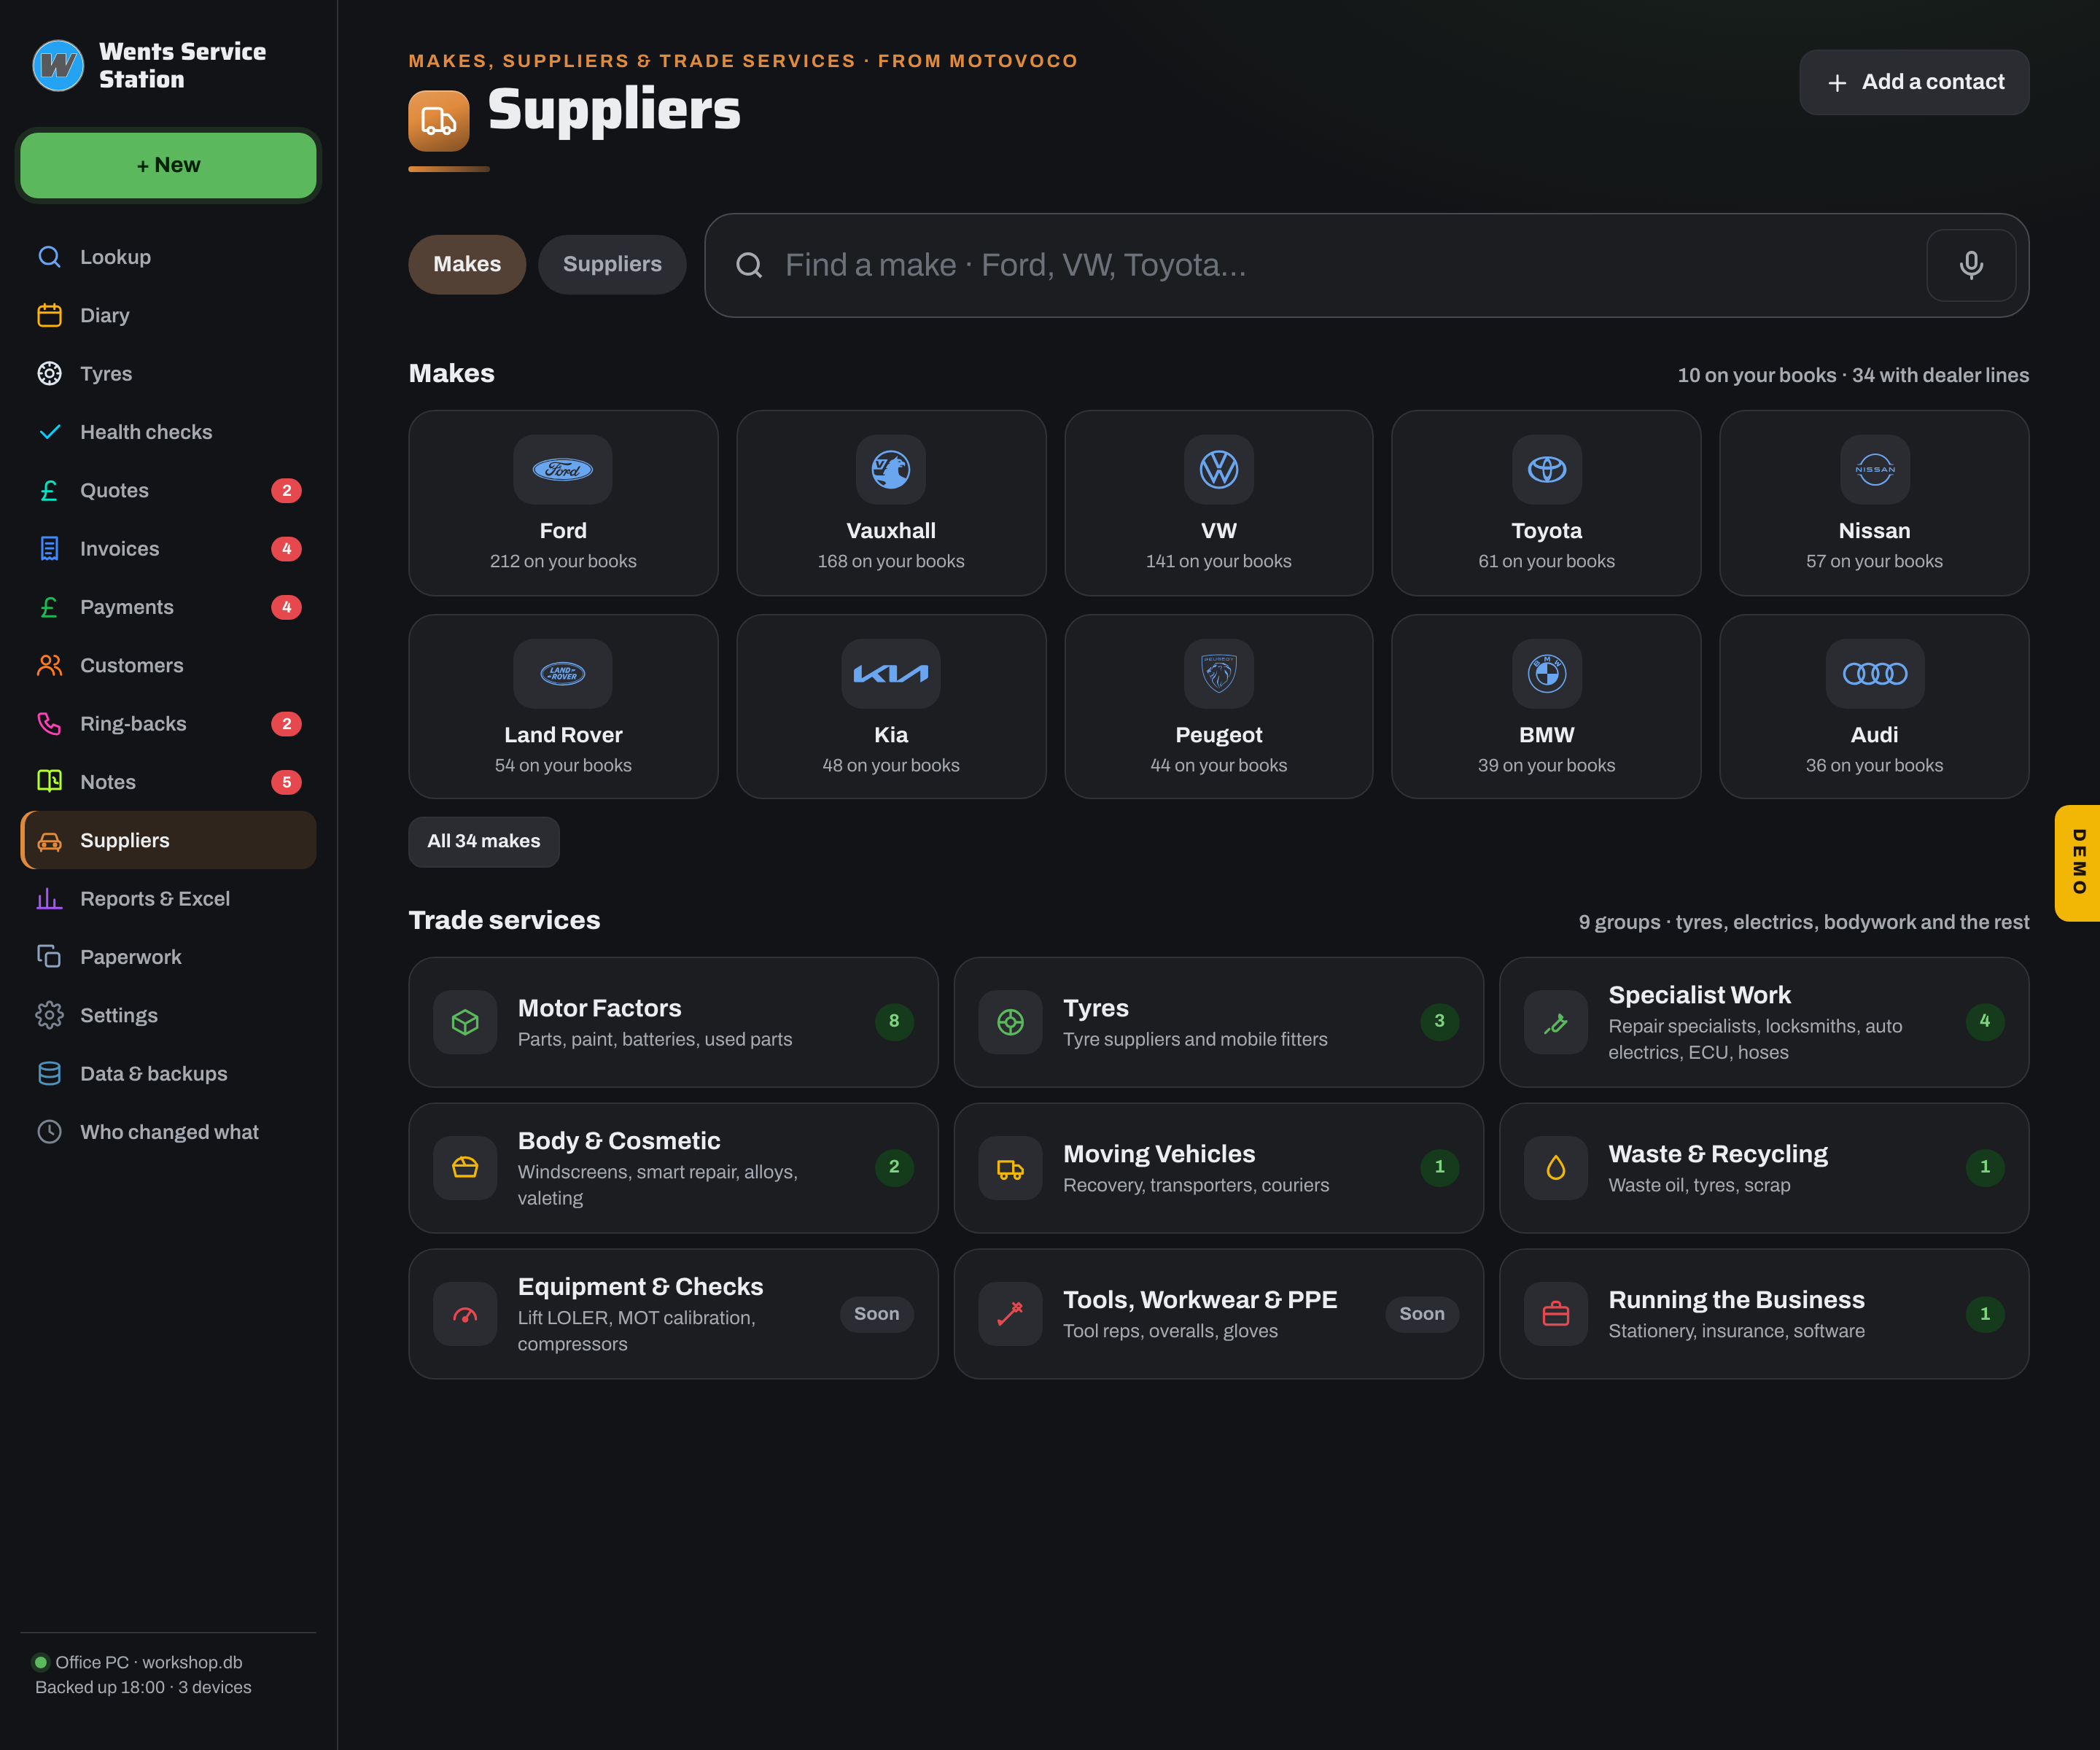 Wents Service
Station
+ New
Lookup
Diary
Tyres
Health checks
Quotes 2
Invoices 4
Payments 4
Customers
Ring-backs 2
Notes 5
Suppliers
Reports & Excel
Paperwork
Settings
Data & backups
Who changed what
Office PC · workshop.db
Backed up 18:00 · 3 devices
MAKES, SUPPLIERS & TRADE SERVICES · FROM MOTOVOCO
Suppliers
+ Add a contact
Makes
Suppliers
Find a make · Ford, VW, Toyota...
Makes
10 on your books · 34 with dealer lines
Ford
Ford
212 on your books
Vauxhall
168 on your books
VW
141 on your books
Toyota
61 on your books
NISSAN
Nissan
57 on your books
LAND-
-ROVER
Land Rover
54 on your books
KIA
Kia
48 on your books
PEUGEOT
Peugeot
44 on your books
BMW
BMW
39 on your books
Audi
36 on your books
All 34 makes
DEMO
Trade services
9 groups · tyres, electrics, bodywork and the rest
Motor Factors
Parts, paint, batteries, used parts
8
Tyres
Tyre suppliers and mobile fitters
3
Specialist Work
Repair specialists, locksmiths, auto
electrics, ECU, hoses
4
Body & Cosmetic
Windscreens, smart repair, alloys,
valeting
2
Moving Vehicles
Recovery, transporters, couriers
1
Waste & Recycling
Waste oil, tyres, scrap
1
Equipment & Checks
Lift LOLER, MOT calibration,
compressors
Soon
Tools, Workwear & PPE
Tool reps, overalls, gloves
Soon
Running the Business
Stationery, insurance, software
1